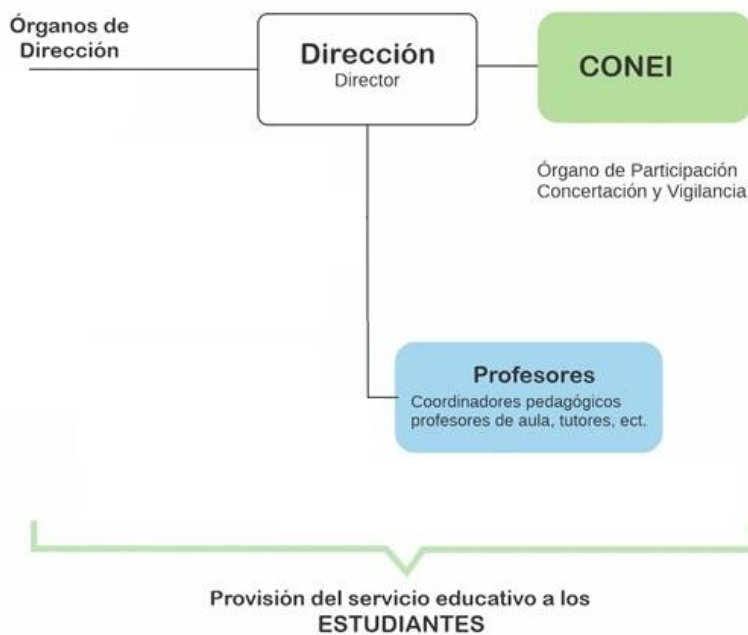 Órganos de
Dirección
Dirección
Director
CONEI
Órgano de Participación
Concertación y Vigilancia
Profesores
Coordinadores pedagógicos
profesores de aula, tutores, ect.
Provisión del servicio educativo a los
ESTUDIANTES